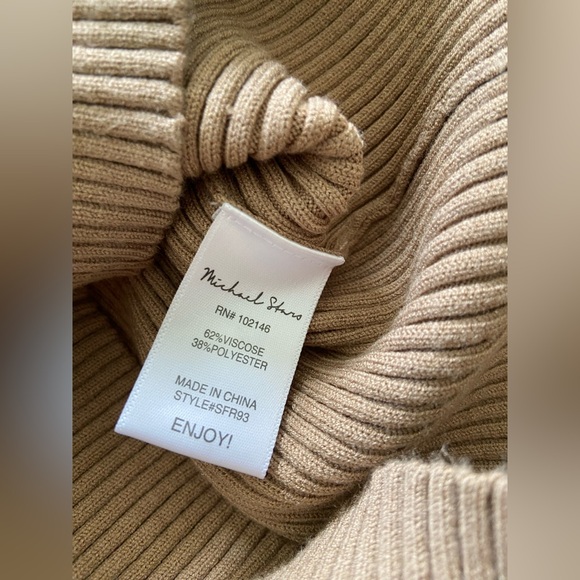 Michael Stars
RN# 102146
62%VISCOSE
38%POLYESTER
MADE IN CHINA
STYLE#SFR93
ENJOY!